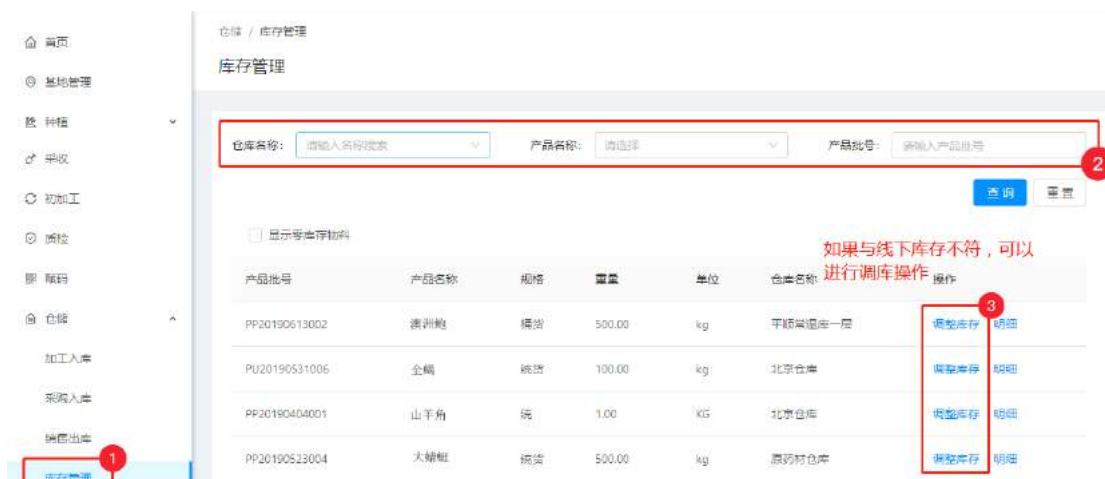 仓储 / 库存管理
库存管理
首页
基地管理
种植
采收
初加工
质检
赋码
仓储
加工入库
采购入库
销售出库
库存管理
1
仓库名称： 请输入名称搜索 产品名称： 请选择 产品批号： 请输入产品批号
2
查询 重置
显示零库存物料
如果与线下库存不符，可以
进行调库操作
产品批号 产品名称 规格 重量 单位 仓库名称 操作
3
PP20190613002 澳洲鲍 统货 500.00 kg 平顺常温库一层 调整库存 明细
PU20190531006 全蝎 统货 100.00 kg 北京仓库 调整库存 明细
PP20190404001 山羊角 统 1.00 KG 北京仓库 调整库存 明细
PP20190523004 大蜻蜓 统货 500.00 kg 原药材仓库 调整库存 明细